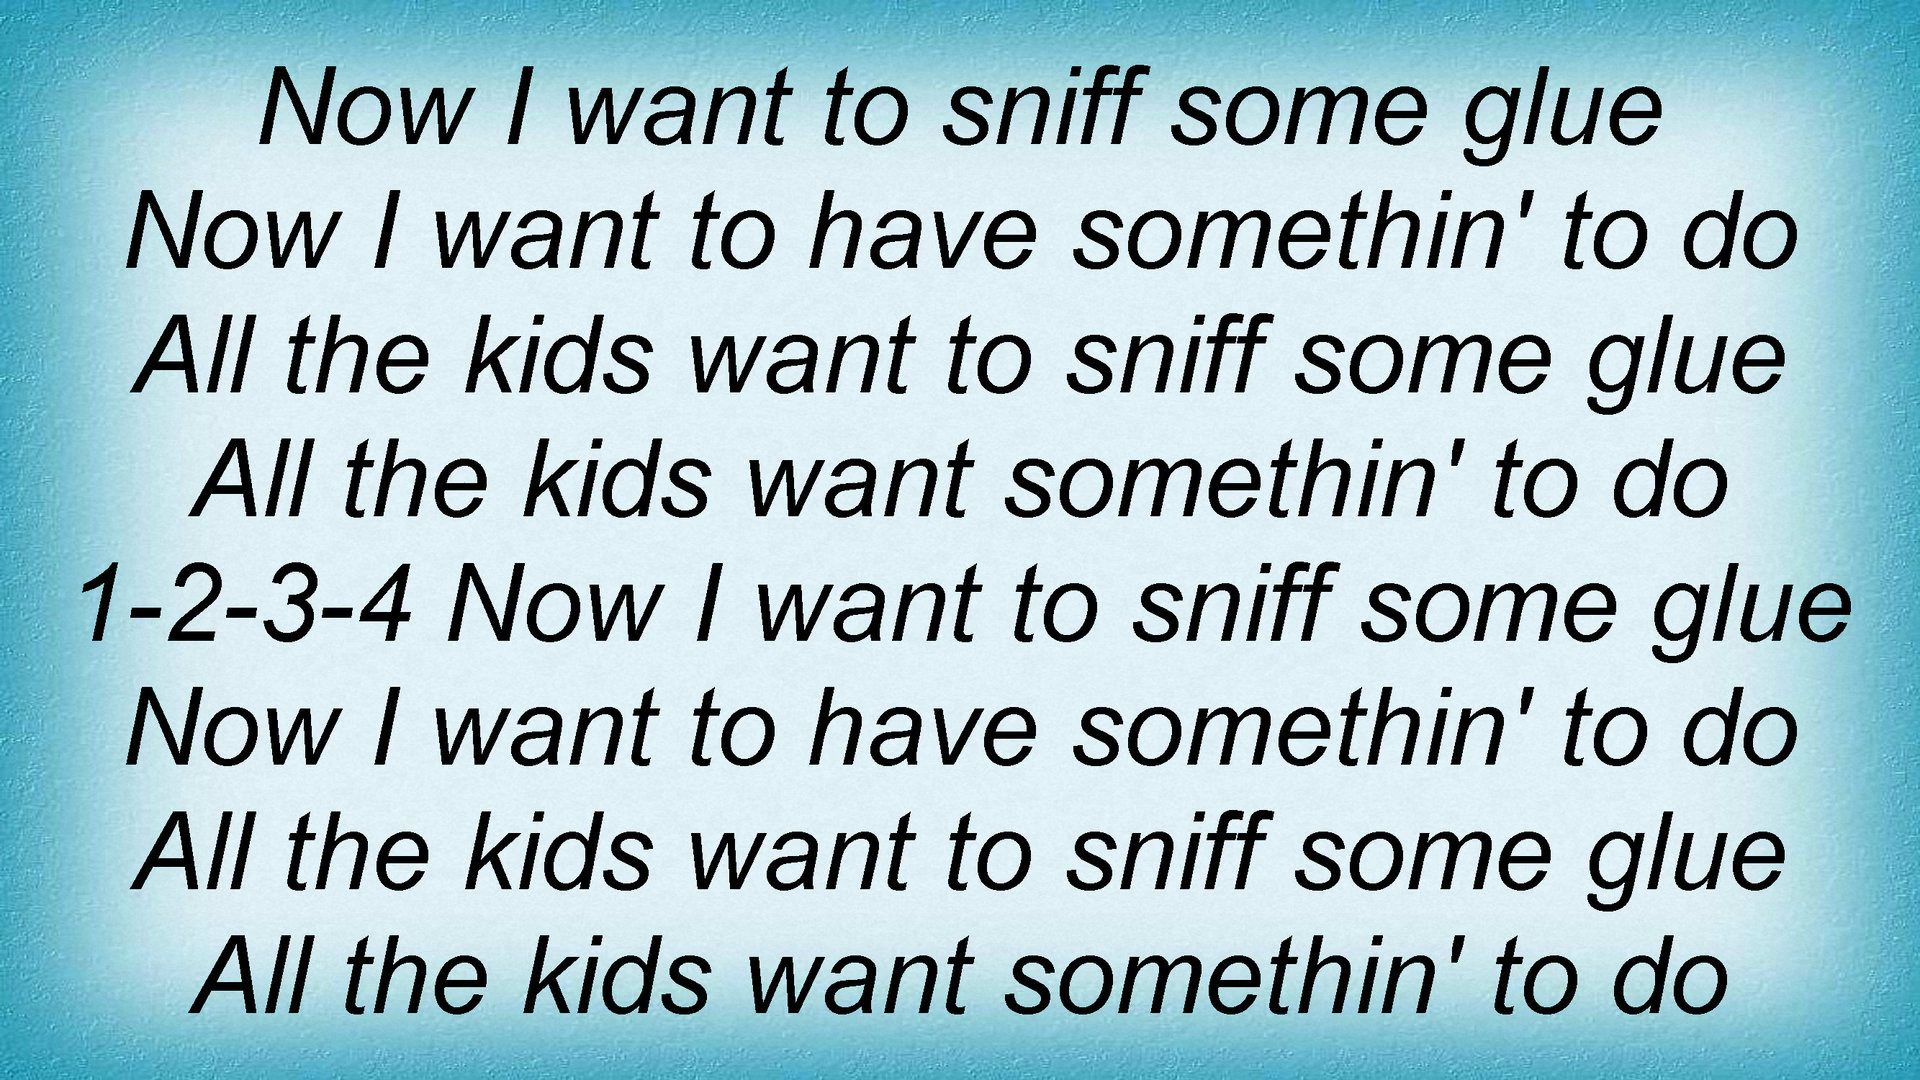 Now I want to sniff some glue
Now I want to have somethin' to do
All the kids want to sniff some glue
All the kids want somethin' to do
1-2-3-4 Now I want to sniff some glue
Now I want to have somethin' to do
All the kids want to sniff some glue
All the kids want somethin' to do